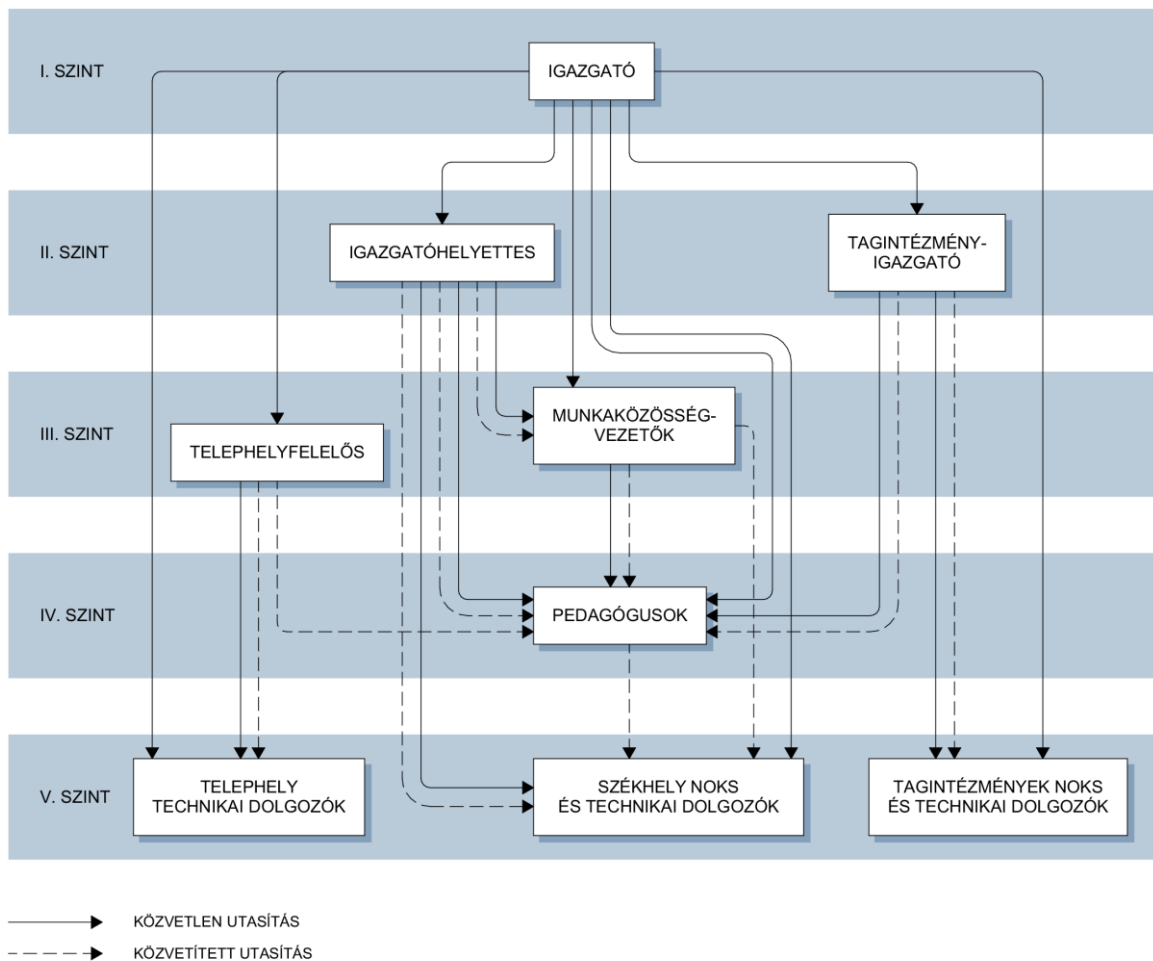 I. SZINT
IGAZGATÓ
II. SZINT
IGAZGATÓHELYETTES
TAGINTÉZMÉNY-
IGAZGATÓ
III. SZINT
TELEPHELYFELELŐS
MUNKAKÖZÖSSÉG-
VEZETŐK
IV. SZINT
PEDAGÓGUSOK
V. SZINT
TELEPHELY
TECHNIKAI DOLGOZÓK
SZÉKHELY NOKS
ÉS TECHNIKAI DOLGOZÓK
TAGINTÉZMÉNYEK NOKS
ÉS TECHNIKAI DOLGOZÓK
KÖZVETLEN UTASÍTÁS
KÖZVETÍTETT UTASÍTÁS